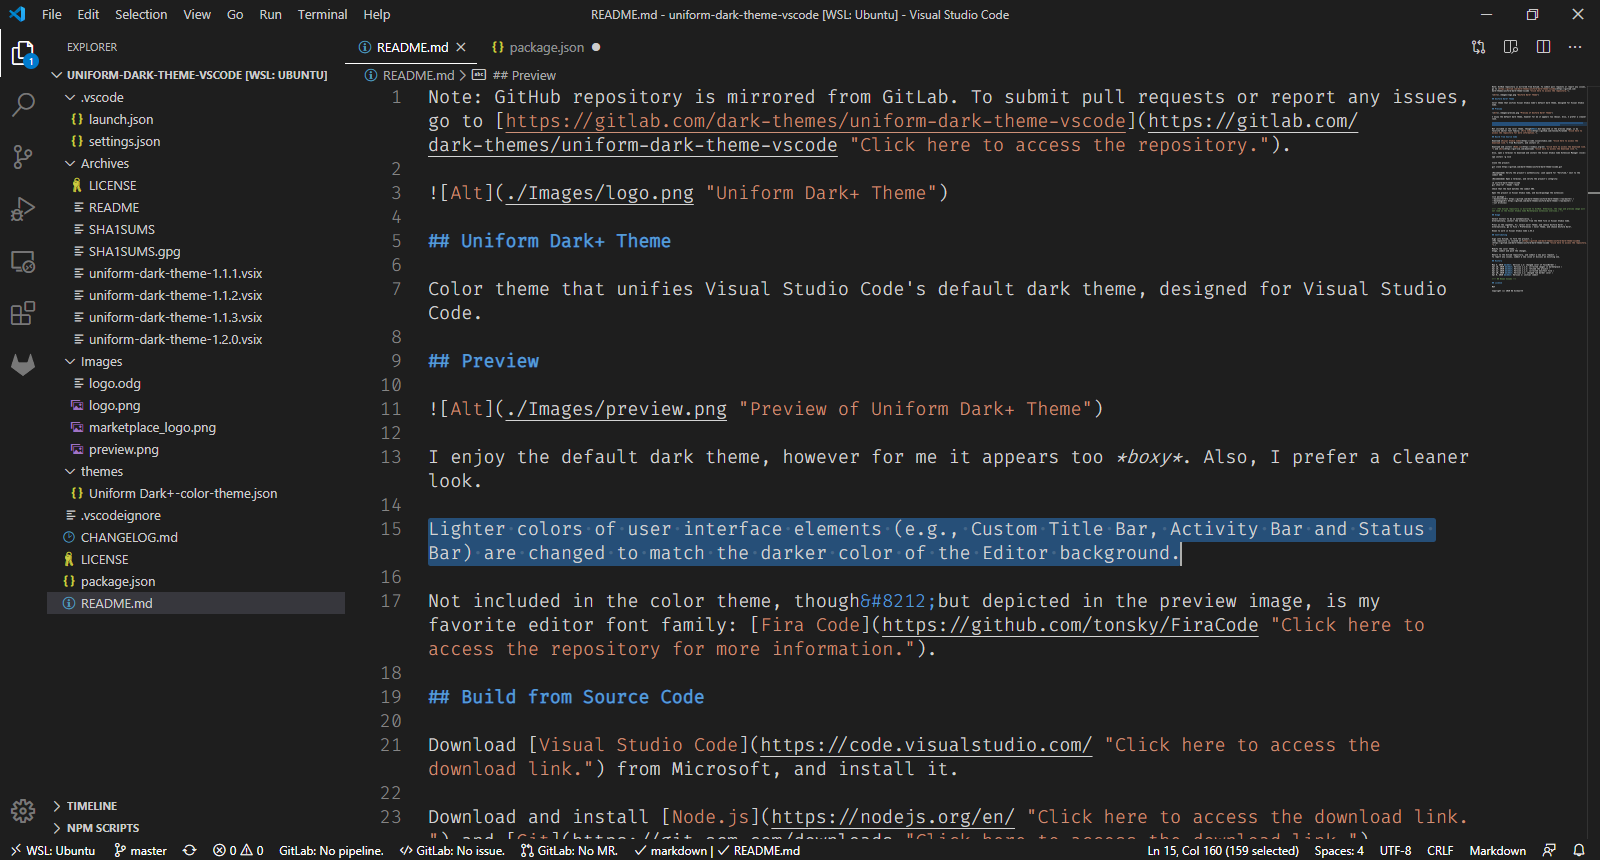 File Edit Selection View Go Run Terminal Help
README.md - uniform-dark-theme-vscode [WSL: Ubuntu] - Visual Studio Code
1
EXPLORER
UNIFORM-DARK-THEME-VSCODE [WSL: UBUNTU]
.vscode
{} launch.json
{} settings.json
Archives
LICENSE
README
SHA1SUMS
SHA1SUMS.gpg
uniform-dark-theme-1.1.1.vsix
uniform-dark-theme-1.1.2.vsix
uniform-dark-theme-1.1.3.vsix
uniform-dark-theme-1.2.0.vsix
Images
logo.odg
logo.png
marketplace_logo.png
preview.png
themes
{} Uniform Dark+-color-theme.json
.vscodeignore
CHANGELOG.md
LICENSE
{} package.json
README.md
TIMELINE
NPM SCRIPTS
README.md {} package.json
README.md > ## Preview
1 Note: GitHub repository is mirrored from GitLab. To submit pull requests or report any issues,
go to [https://gitlab.com/dark-themes/uniform-dark-theme-vscode](https://gitlab.com/
dark-themes/uniform-dark-theme-vscode "Click here to access the repository.").
2
3 ![Alt](./Images/logo.png "Uniform Dark+ Theme")
4
5 ## Uniform Dark+ Theme
6
7 Color theme that unifies Visual Studio Code's default dark theme, designed for Visual Studio
Code.
8
9 ## Preview
10
11 ![Alt](./Images/preview.png "Preview of Uniform Dark+ Theme")
12
13 I enjoy the default dark theme, however for me it appears too *boxy*. Also, I prefer a cleaner
look.
14
15 Lighter colors of user interface elements (e.g., Custom Title Bar, Activity Bar and Status
Bar) are changed to match the darker color of the Editor background.
16
17 Not included in the color theme, though&#8212;but depicted in the preview image, is my
favorite editor font family: [Fira Code](https://github.com/tonsky/FiraCode "Click here to
access the repository for more information.").
18
19 ## Build from Source Code
20
21 Download [Visual Studio Code](https://code.visualstudio.com/ "Click here to access the
download link.") from Microsoft, and install it.
22
23 Download and install [Node.js](https://nodejs.org/en/ "Click here to access the download link.
") and [Git](https://git-scm.com/downloads "Click here to access the download link.")
WSL: Ubuntu master 0 0 GitLab: No pipeline. GitLab: No issue. GitLab: No MR. markdown | README.md Ln 15, Col 160 (159 selected) Spaces: 4 UTF-8 CRLF Markdown